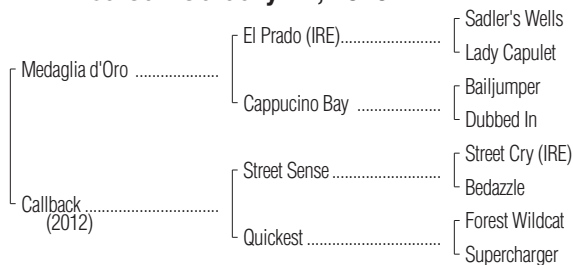 Sadler's Wells
El Prado (IRE)....................
Lady Capulet
Medaglia d'Oro .................
Bailjumper
Cappucino Bay .................
Dubbed In
Street Cry (IRE)
Street Sense .....................
Bedazzle
Callback ...........................
(2012)
Forest Wildcat
Quickest ...........................
Supercharger